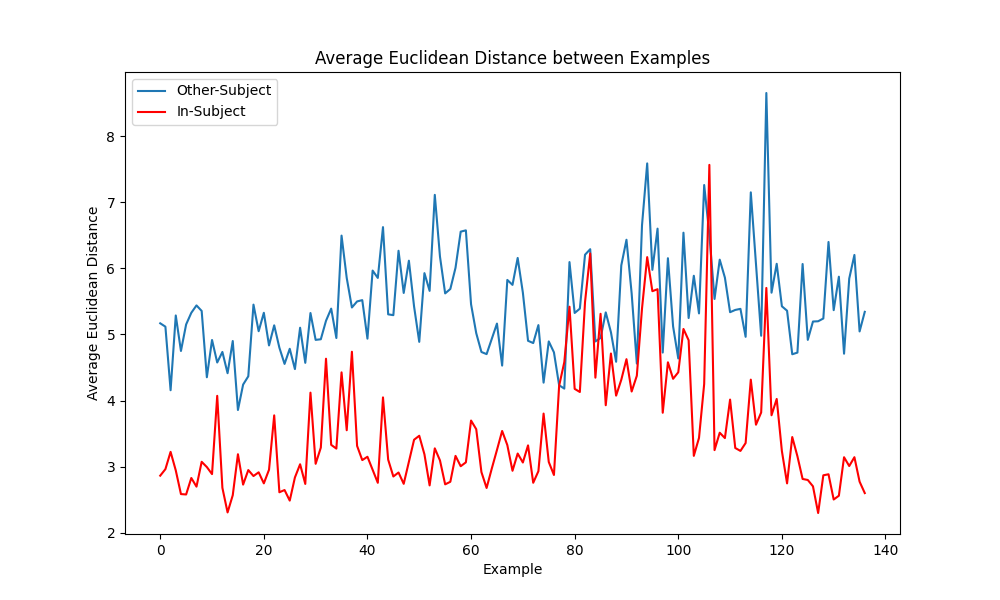 Average Euclidean Distance between Examples
Other-Subject
In-Subject
Average Euclidean Distance
8
7
6
5
4
3
2
0 20 40 60 80 100 120 140
Example